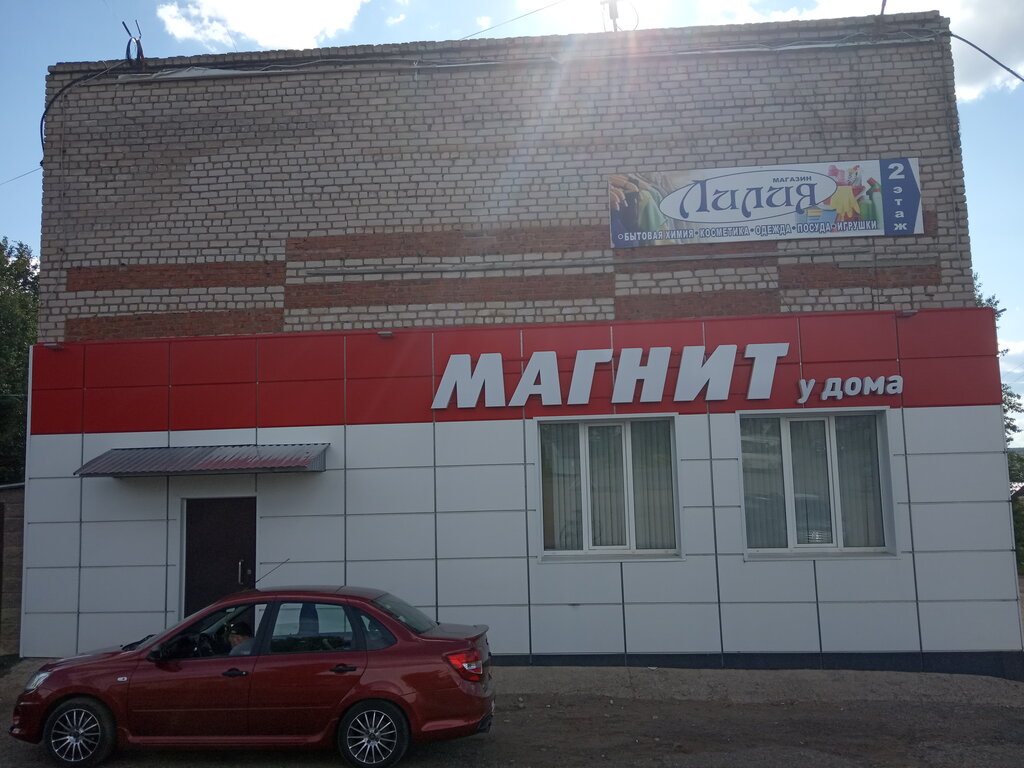 МАГАЗИН
Лилия
2 этаж
БЫТОВАЯ ХИМИЯ • КОСМЕТИКА • ОДЕЖДА • ПОСУДА • ИГРУШКИ
МАГНИТ у дома